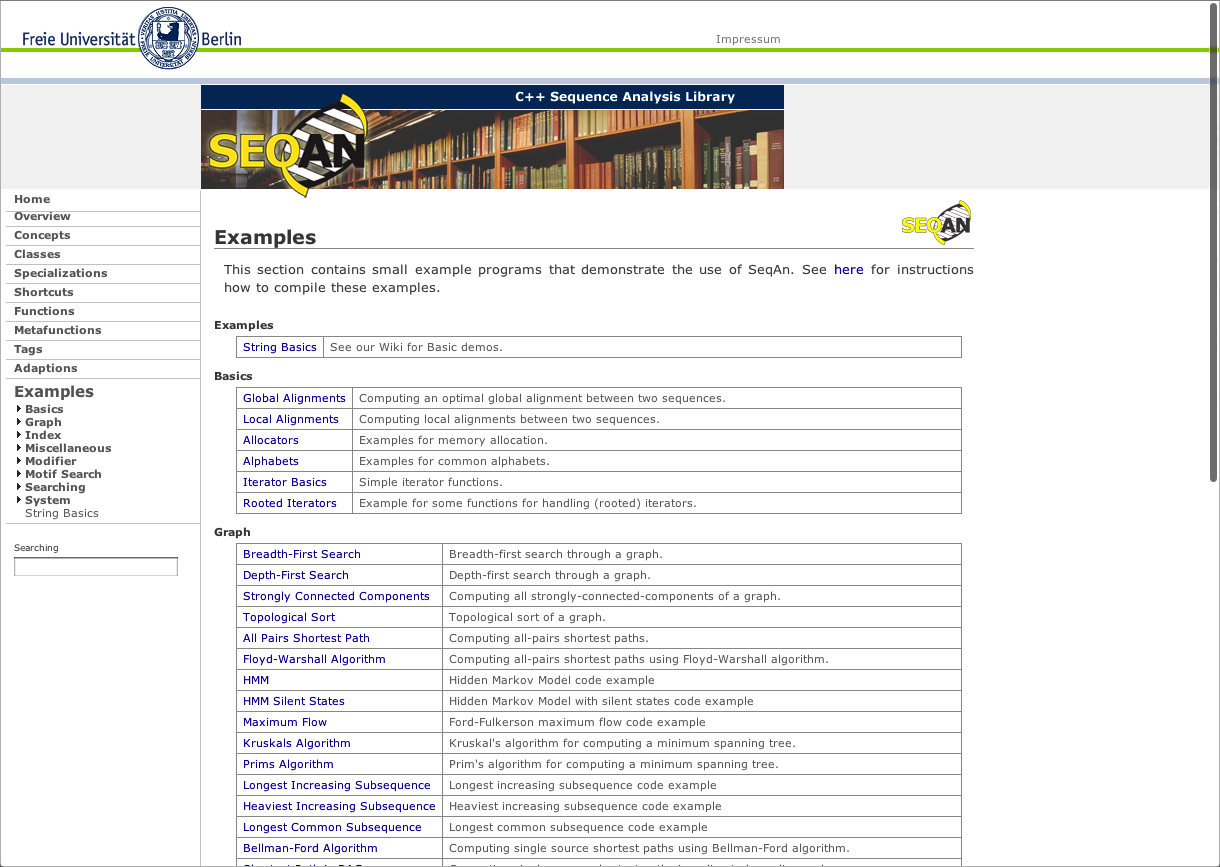 Freie Universität Berlin
Impressum
C++ Sequence Analysis Library
SEQAN
Home
Overview
Concepts
Classes
Specializations
Shortcuts
Functions
Metafunctions
Tags
Adaptions
Examples
Basics
Graph
Index
Miscellaneous
Modifier
Motif Search
Searching
System
String Basics
Searching
SEQAN
Examples
This section contains small example programs that demonstrate the use of SeqAn. See here for instructions
how to compile these examples.
Examples
String Basics See our Wiki for Basic demos.
Basics
Global Alignments Computing an optimal global alignment between two sequences.
Local Alignments Computing local alignments between two sequences.
Allocators Examples for memory allocation.
Alphabets Examples for common alphabets.
Iterator Basics Simple iterator functions.
Rooted Iterators Example for some functions for handling (rooted) iterators.
Graph
Breadth-First Search Breadth-first search through a graph.
Depth-First Search Depth-first search through a graph.
Strongly Connected Components Computing all strongly-connected-components of a graph.
Topological Sort Topological sort of a graph.
All Pairs Shortest Path Computing all-pairs shortest paths.
Floyd-Warshall Algorithm Computing all-pairs shortest paths using Floyd-Warshall algorithm.
HMM Hidden Markov Model code example
HMM Silent States Hidden Markov Model with silent states code example
Maximum Flow Ford-Fulkerson maximum flow code example
Kruskals Algorithm Kruskal's algorithm for computing a minimum spanning tree.
Prims Algorithm Prim's algorithm for computing a minimum spanning tree.
Longest Increasing Subsequence Longest increasing subsequence code example
Heaviest Increasing Subsequence Heaviest increasing subsequence code example
Longest Common Subsequence Longest common subsequence code example
Bellman-Ford Algorithm Computing single source shortest paths using Bellman-Ford algorithm.